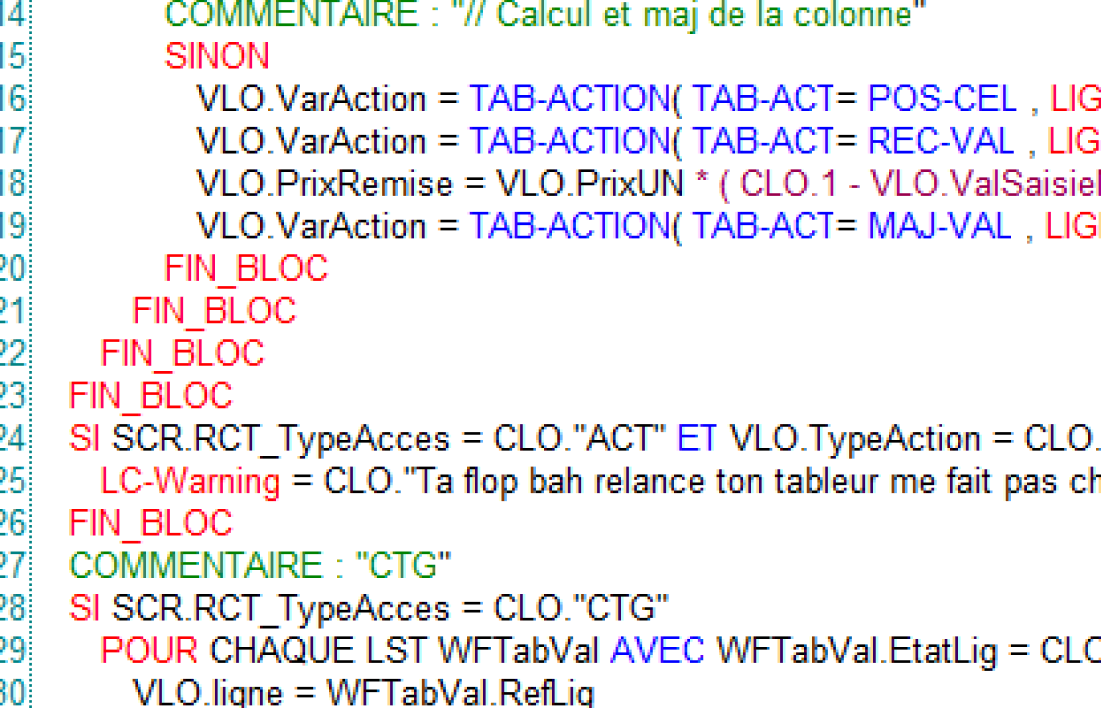 14 COMMENTAIRE : "// Calcul et maj de la colonne"
15 SINON
16 VLO.VarAction = TAB-ACTION( TAB-ACT= POS-CEL , LIG
17 VLO.VarAction = TAB-ACTION( TAB-ACT= REC-VAL , LIG
18 VLO.PrixRemise = VLO.PrixUN * ( CLO.1 - VLO.ValSaisie
19 VLO.VarAction = TAB-ACTION( TAB-ACT= MAJ-VAL , LIG
20 FIN_BLOC
21 FIN_BLOC
22 FIN_BLOC
23 FIN_BLOC
24 SI SCR.RCT_TypeAcces = CLO."ACT" ET VLO.TypeAction = CLO.
25 LC-Warning = CLO."Ta flop bah relance ton tableur me fait pas ch
26 FIN_BLOC
27 COMMENTAIRE : "CTG"
28 SI SCR.RCT_TypeAcces = CLO."CTG"
29 POUR CHAQUE LST WFTabVal AVEC WFTabVal.EtatLig = CLO
30 VLO.ligne = WFTabVal.RefLig